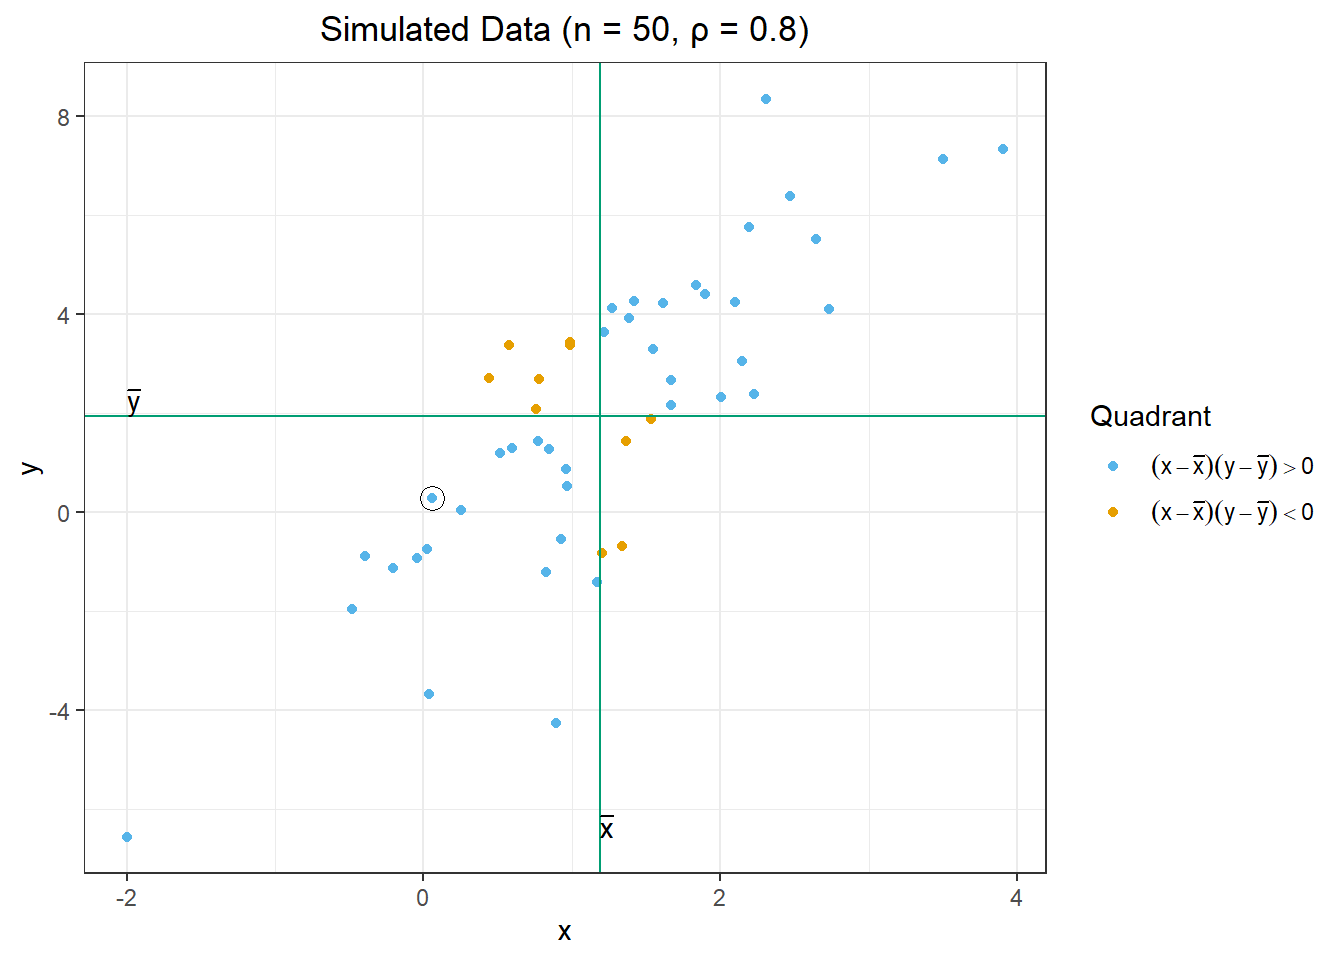 Simulated Data (n = 50, ρ = 0.8)
8
4
0
-4
y
y̅
x̅
-2
0
2
4
x
Quadrant
(x − x̅)(y − y̅) > 0
(x − x̅)(y − y̅) < 0